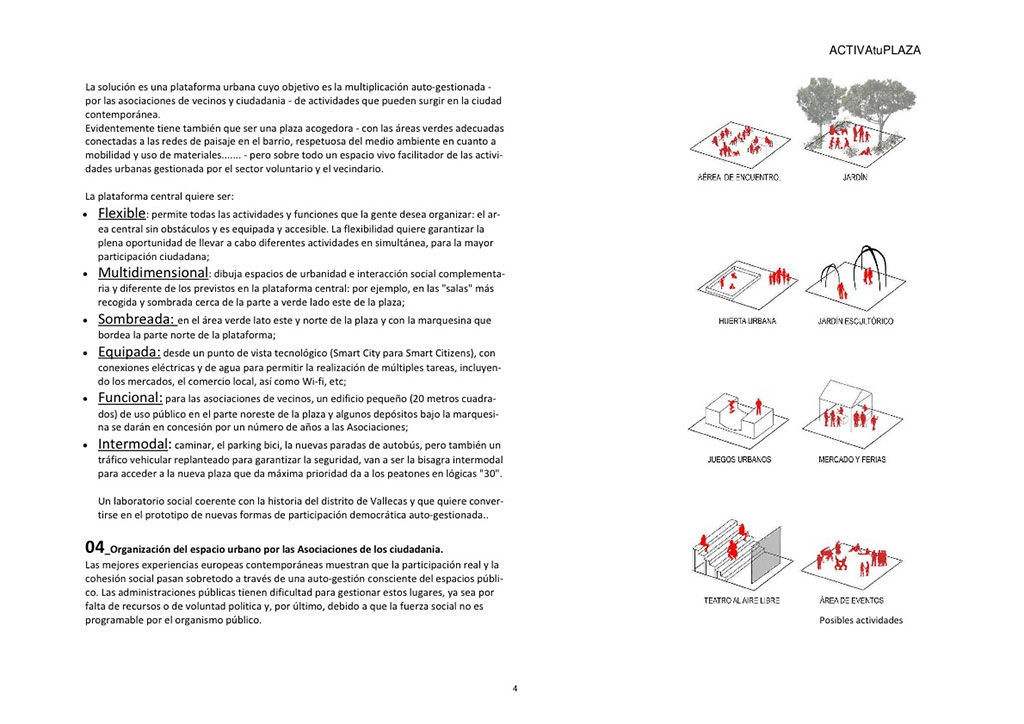 ACTIVAtuPLAZA
La solución es una plataforma urbana cuyo objetivo es la multiplicación auto-gestionada -
por las asociaciones de vecinos y ciudadania - de actividades que pueden surgir en la ciudad
contemporánea.
Evidentemente tiene también que ser una plaza acogedora - con las áreas verdes adecuadas
conectadas a las redes de paisaje en el barrio, respetuosa del medio ambiente en cuanto a
mobilidad y uso de materiales....... - pero sobre todo un espacio vivo facilitador de las activi-
dades urbanas gestionada por el sector voluntario y el vecindario.
La plataforma central quiere ser:
• Flexible: permite todas las actividades y funciones que la gente desea organizar: el ar-
ea central sin obstáculos y es equipada y accesible. La flexibilidad quiere garantizar la
plena oportunidad de llevar a cabo diferentes actividades en simultánea, para la mayor
participación ciudadana;
• Multidimensional: dibuja espacios de urbanidad e interacción social complementa-
ria y diferente de los previstos en la plataforma central: por ejemplo, en las "salas" más
recogida y sombrada cerca de la parte a verde lado este de la plaza;
• Sombreada: en el área verde lato este y norte de la plaza y con la marquesina que
bordea la parte norte de la plataforma;
• Equipada: desde un punto de vista tecnológico (Smart City para Smart Citizens), con
conexiones eléctricas y de agua para permitir la realización de múltiples tareas, incluyen-
do los mercados, el comercio local, así como Wi-fi, etc;
• Funcional: para las asociaciones de vecinos, un edificio pequeño (20 metros cuadra-
dos) de uso público en el parte noreste de la plaza y algunos depósitos bajo la marquesi-
na se darán en concesión por un número de años a las Asociaciones;
• Intermodal: caminar, el parking bici, la nuevas paradas de autobús, pero también un
tráfico vehicular replanteado para garantizar la seguridad, van a ser la bisagra intermodal
para acceder a la nueva plaza que da máxima prioridad da a los peatones en lógicas "30".
Un laboratorio social coerente con la historia del distrito de Vallecas y que quiere conver-
tirse en el prototipo de nuevas formas de participación democrática auto-gestionada..
04_Organización del espacio urbano por las Asociaciones de los ciudadania.
Las mejores experiencias europeas contemporáneas muestran que la participación real y la
cohesión social pasan sobretodo a través de una auto-gestión consciente del espacios públi-
co. Las administraciones públicas tienen dificultad para gestionar estos lugares, ya sea por
falta de recursos o de voluntad politica y, por último, debido a que la fuerza social no es
programable por el organismo público.
AÉREA DE ENCUENTRO.
JARDÍN
HUERTA URBANA
JARDÍN ESCULTÓRICO
JUEGOS URBANOS
MERCADO Y FERIAS
TEATRO AL AIRE LIBRE
ÀREA DE EVENTOS
Posibles actividades
4